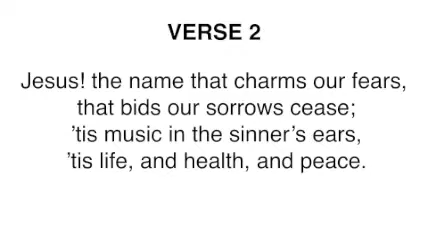 VERSE 2
Jesus! the name that charms our fears,
that bids our sorrows cease;
’tis music in the sinner’s ears,
’tis life, and health, and peace.